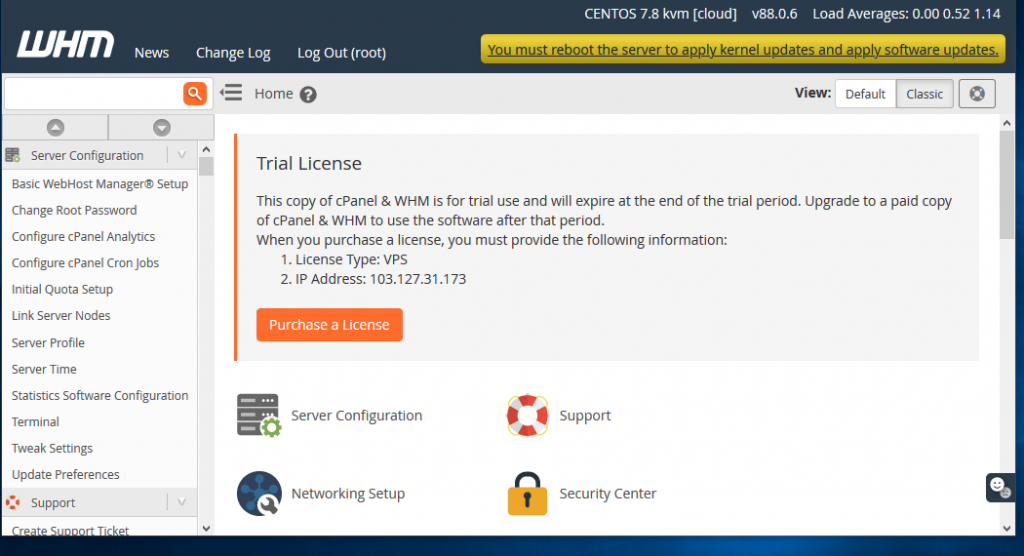 CENTOS 7.8 kvm [cloud] v88.0.6 Load Averages: 0.00 0.52 1.14
WHM
News Change Log Log Out (root)
You must reboot the server to apply kernel updates and apply software updates.
Home
View: Default Classic
Server Configuration
Basic WebHost Manager® Setup
Change Root Password
Configure cPanel Analytics
Configure cPanel Cron Jobs
Initial Quota Setup
Link Server Nodes
Server Profile
Server Time
Statistics Software Configuration
Terminal
Tweak Settings
Update Preferences
Support
Create Support Ticket
Trial License
This copy of cPanel & WHM is for trial use and will expire at the end of the trial period. Upgrade to a paid copy
of cPanel & WHM to use the software after that period.
When you purchase a license, you must provide the following information:
1. License Type: VPS
2. IP Address: 103.127.31.173
Purchase a License
Server Configuration
Support
Networking Setup
Security Center